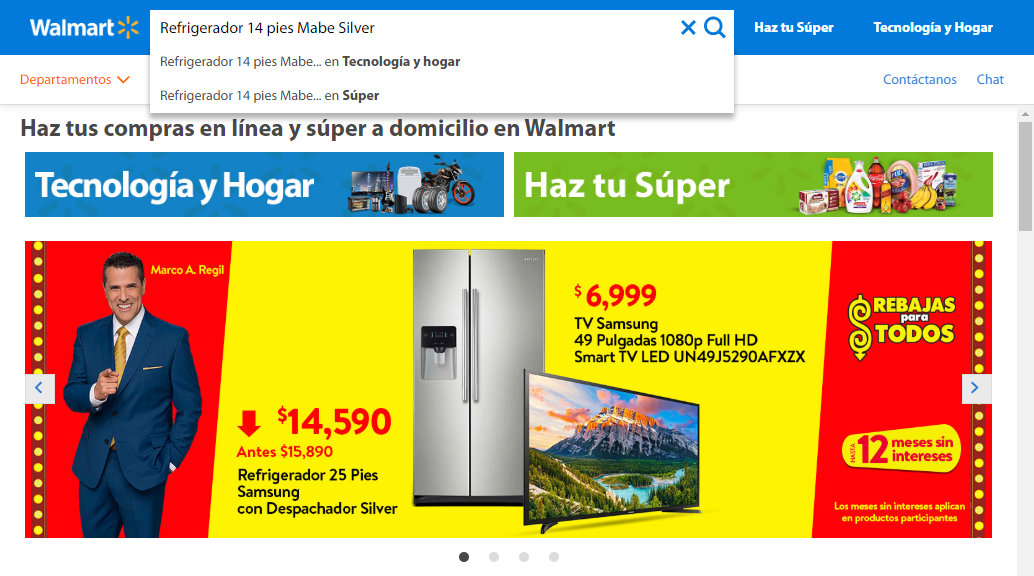 Walmart
Refrigerador 14 pies Mabe Silver
Haz tu Súper
Tecnología y Hogar
Refrigerador 14 pies Mabe... en Tecnología y hogar
Departamentos
Contáctanos
Chat
Refrigerador 14 pies Mabe... en Súper
Haz tus compras en línea y súper a domicilio en Walmart
Tecnología y Hogar
Haz tu Súper
Marco A. Regil
$14,590
Antes $15,890
Refrigerador 25 Pies
Samsung
con Despachador Silver
$6,999
TV Samsung
49 Pulgadas 1080p Full HD
Smart TV LED UN49J5290AFXZX
REBAJAS
para
TODOS
HASTA 12 meses sin
intereses
Los meses sin intereses aplican
en productos participantes